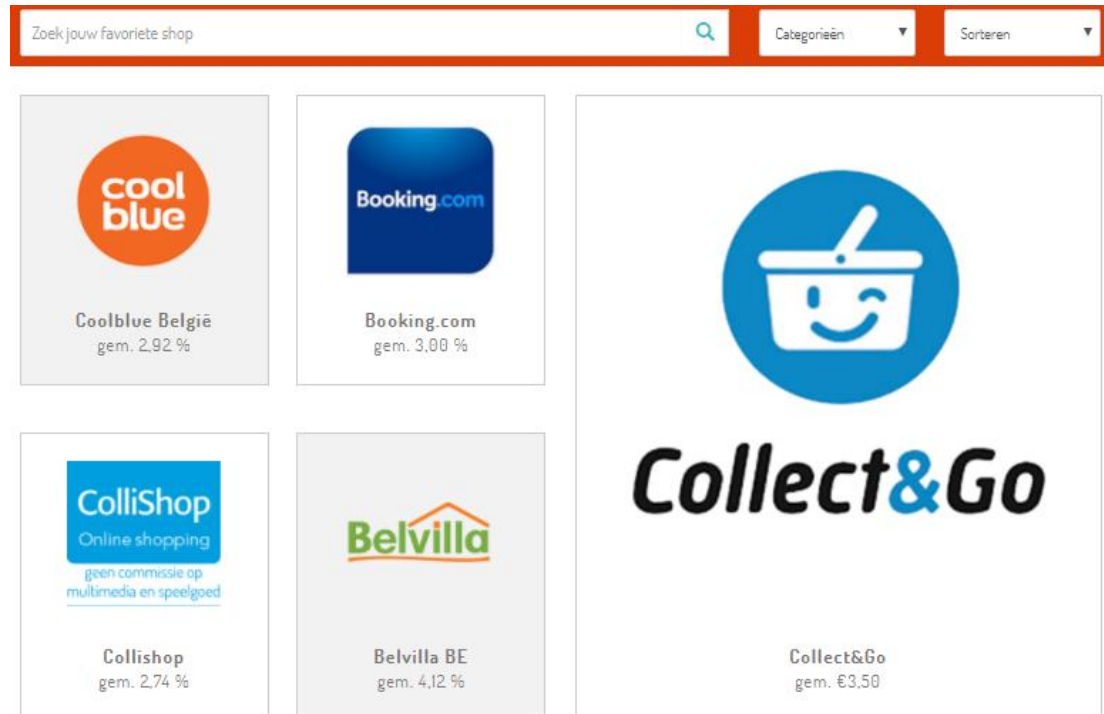 Zoek jouw favoriete shop
Categorieën
Sorteren
cool
blue
Coolblue België
gem. 2,92 %
Booking.com
Booking.com
gem. 3,00 %
Collect&Go
Collect&Go
gem. €3,50
ColliShop
Online shopping
geen commissie op
multimedia en speelgoed
Collishop
gem. 2,74 %
Belvilla
Belvilla BE
gem. 4,12 %